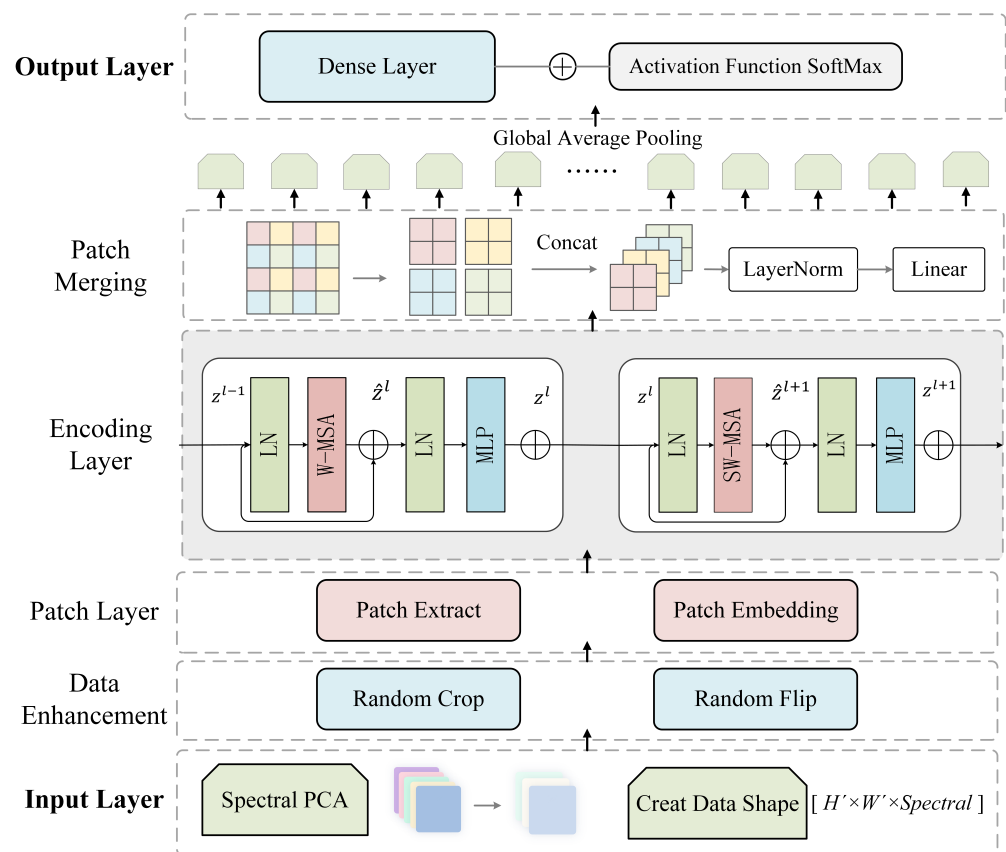 Output Layer
Dense Layer
Activation Function SoftMax
Global Average Pooling
......
Patch
Merging
Concat
LayerNorm
Linear
Encoding
Layer
z^{l-1}
LN
W-MSA
ẑ^l
LN
MLP
z^l
z^l
LN
SW-MSA
ẑ^{l+1}
LN
MLP
z^{l+1}
Patch Layer
Patch Extract
Patch Embedding
Data
Enhancement
Random Crop
Random Flip
Input Layer
Spectral PCA
Creat Data Shape
[ H´×W´×Spectral ]